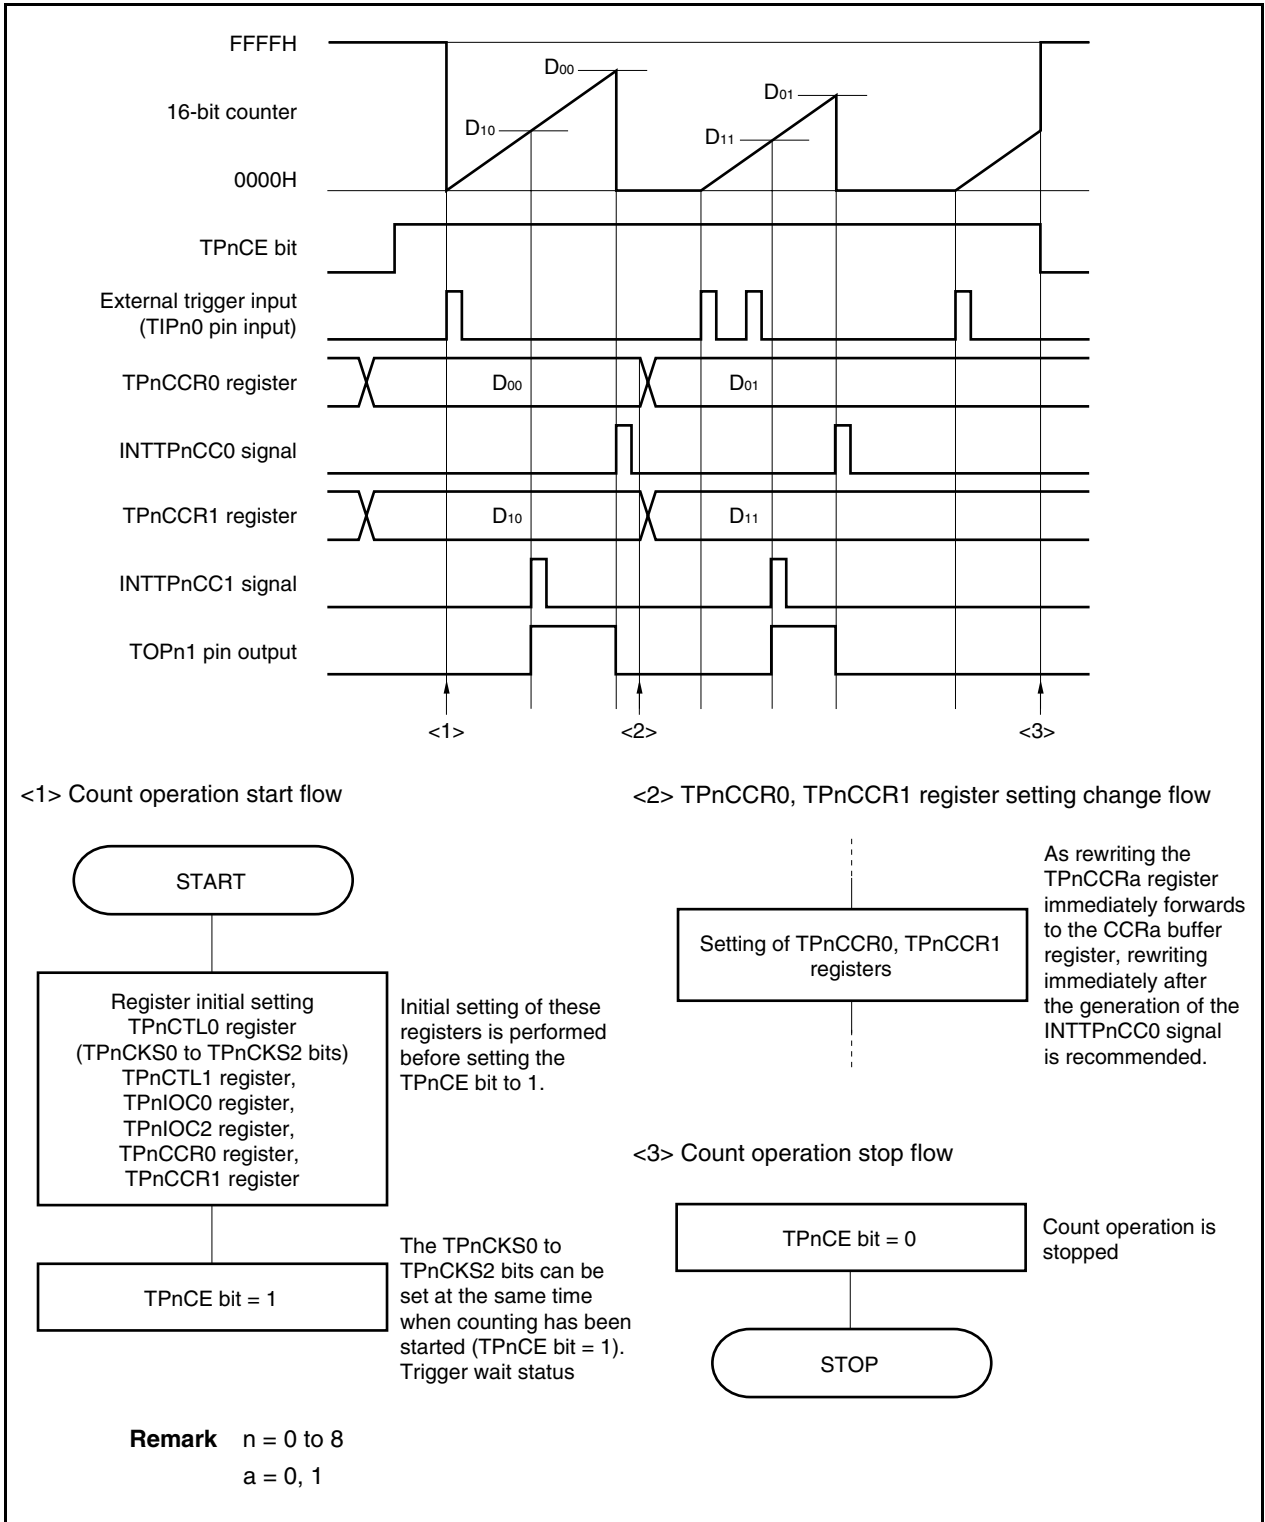 FFFFH
D00
D01
16-bit counter
D10
D11
0000H
TPnCE bit
External trigger input
(TIPn0 pin input)
TPnCCR0 register
D00
D01
INTTPnCC0 signal
TPnCCR1 register
D10
D11
INTTPnCC1 signal
TOPn1 pin output
<1>
<2>
<3>
<1> Count operation start flow
START
Register initial setting
TPnCTL0 register
(TPnCKS0 to TPnCKS2 bits)
TPnCTL1 register,
TPnIOC0 register,
TPnIOC2 register,
TPnCCR0 register,
TPnCCR1 register
Initial setting of these
registers is performed
before setting the
TPnCE bit to 1.
TPnCE bit = 1
The TPnCKS0 to
TPnCKS2 bits can be
set at the same time
when counting has been
started (TPnCE bit = 1).
Trigger wait status
<2> TPnCCR0, TPnCCR1 register setting change flow
Setting of TPnCCR0, TPnCCR1
registers
As rewriting the
TPnCCRa register
immediately forwards
to the CCRa buffer
register, rewriting
immediately after
the generation of the
INTTPnCC0 signal
is recommended.
<3> Count operation stop flow
TPnCE bit = 0
Count operation is
stopped
STOP
Remark n = 0 to 8
a = 0, 1